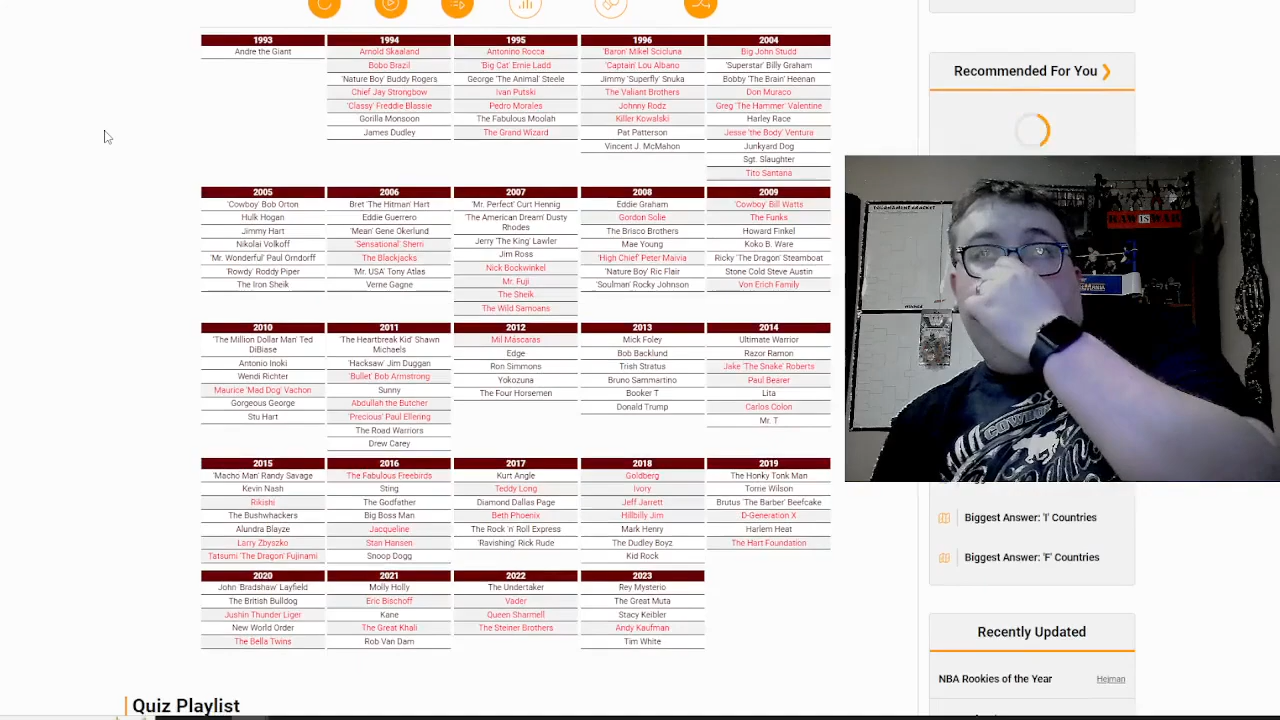 1993
Andre the Giant
1994
Arnold Skaaland
Bobo Brazil
'Nature Boy' Buddy Rogers
Chief Jay Strongbow
'Classy' Freddie Blassie
Gorilla Monsoon
James Dudley
1995
Antonino Rocca
'Big Cat' Ernie Ladd
George 'The Animal' Steele
Ivan Putski
Pedro Morales
The Fabulous Moolah
The Grand Wizard
1996
'Baron' Mikel Scicluna
'Captain' Lou Albano
Jimmy 'Superfly' Snuka
The Valiant Brothers
Johnny Rodz
Killer Kowalski
Pat Patterson
Vincent J. McMahon
2004
Big John Studd
'Superstar' Billy Graham
Bobby 'The Brain' Heenan
Don Muraco
Greg 'The Hammer' Valentine
Harley Race
Jesse 'the Body' Ventura
Junkyard Dog
Sgt. Slaughter
Tito Santana
2005
'Cowboy' Bob Orton
Hulk Hogan
Jimmy Hart
Nikolai Volkoff
'Mr. Wonderful' Paul Orndorff
'Rowdy' Roddy Piper
The Iron Sheik
2006
Bret 'The Hitman' Hart
Eddie Guerrero
'Mean' Gene Okerlund
'Sensational' Sherri
The Blackjacks
'Mr. USA' Tony Atlas
Verne Gagne
2007
'Mr. Perfect' Curt Hennig
'The American Dream' Dusty
Rhodes
Jerry 'The King' Lawler
Jim Ross
Nick Bockwinkel
Mr. Fuji
The Sheik
The Wild Samoans
2008
Eddie Graham
Gordon Solie
The Brisco Brothers
Mae Young
'High Chief' Peter Maivia
'Nature Boy' Ric Flair
'Soulman' Rocky Johnson
2009
'Cowboy' Bill Watts
The Funks
Howard Finkel
Koko B. Ware
Ricky 'The Dragon' Steamboat
Stone Cold Steve Austin
Von Erich Family
2010
'The Million Dollar Man' Ted
DiBiase
Antonio Inoki
Wendi Richter
Maurice 'Mad Dog' Vachon
Gorgeous George
Stu Hart
2011
'The Heartbreak Kid' Shawn
Michaels
'Hacksaw' Jim Duggan
'Bullet' Bob Armstrong
Sunny
Abdullah the Butcher
'Precious' Paul Ellering
The Road Warriors
Drew Carey
2012
Mil Máscaras
Edge
Ron Simmons
Yokozuna
The Four Horsemen
2013
Mick Foley
Bob Backlund
Trish Stratus
Bruno Sammartino
Booker T
Donald Trump
2014
Ultimate Warrior
Razor Ramon
Jake 'The Snake' Roberts
Paul Bearer
Lita
Carlos Colon
Mr. T
2015
'Macho Man' Randy Savage
Kevin Nash
Rikishi
The Bushwhackers
Alundra Blayze
Larry Zbyszko
Tatsumi 'The Dragon' Fujinami
2016
The Fabulous Freebirds
Sting
The Godfather
Big Boss Man
Jacqueline
Stan Hansen
Snoop Dogg
2017
Kurt Angle
Teddy Long
Diamond Dallas Page
Beth Phoenix
The Rock 'n' Roll Express
'Ravishing' Rick Rude
2018
Goldberg
Ivory
Jeff Jarrett
Hillbilly Jim
Mark Henry
The Dudley Boyz
Kid Rock
2019
The Honky Tonk Man
Torrie Wilson
Brutus 'The Barber' Beefcake
D-Generation X
Harlem Heat
The Hart Foundation
2020
John 'Bradshaw' Layfield
The British Bulldog
Jushin Thunder Liger
New World Order
The Bella Twins
2021
Molly Holly
Eric Bischoff
Kane
The Great Khali
Rob Van Dam
2022
The Undertaker
Vader
Queen Sharmell
The Steiner Brothers
2023
Rey Mysterio
The Great Muta
Stacy Keibler
Andy Kaufman
Tim White
Quiz Playlist
Recommended For You
TOURNAMENT BRACKET
RAW IS WAR
Biggest Answer: 'I' Countries
Biggest Answer: 'F' Countries
Recently Updated
NBA Rookies of the Year
Hejman